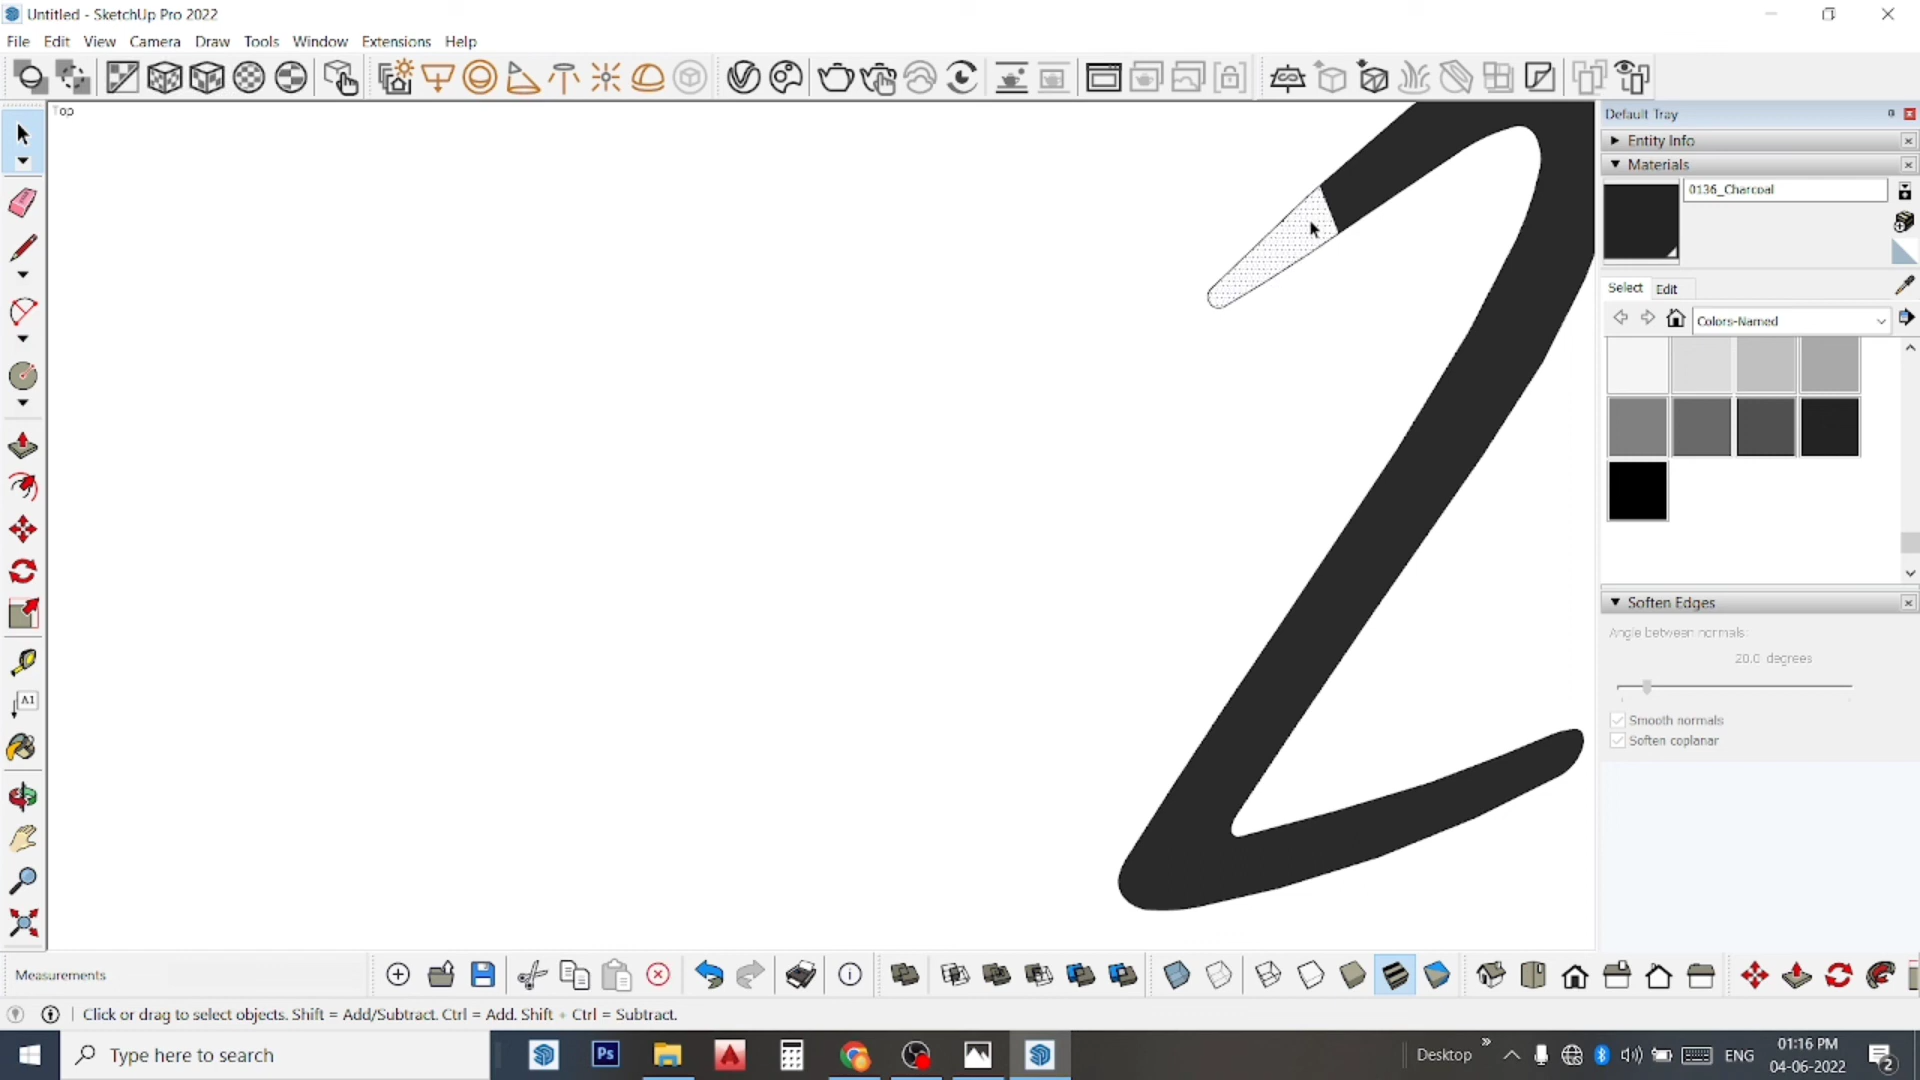 Untitled - SketchUp Pro 2022
File Edit View Camera Draw Tools Window Extensions Help
Top
Default Tray
Entity Info
Materials
0136_Charcoal
Select Edit
Colors-Named
Soften Edges
Angle between normals:
20.0 degrees
Smooth normals
Soften coplanar
A1
Measurements
Click or drag to select objects. Shift = Add/Subtract. Ctrl = Add. Shift + Ctrl = Subtract.
Type here to search
Ps
Desktop
ENG
01:16 PM
04-06-2022
2